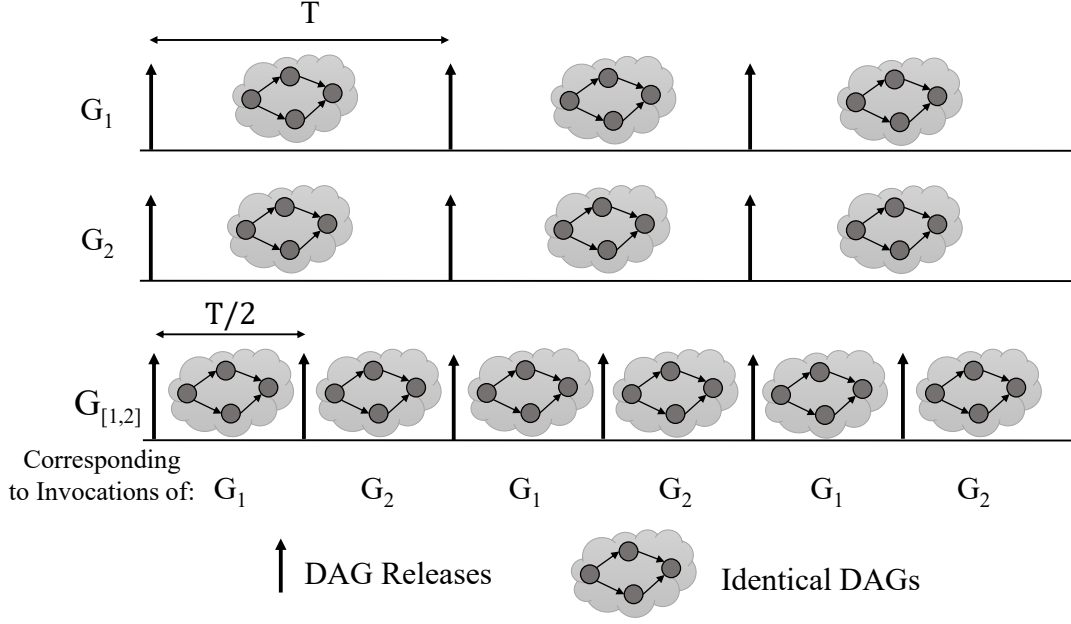 T
G1
G2
T/2
G[1,2]
Corresponding
to Invocations of: G1 G2 G1 G2 G1 G2
DAG Releases Identical DAGs